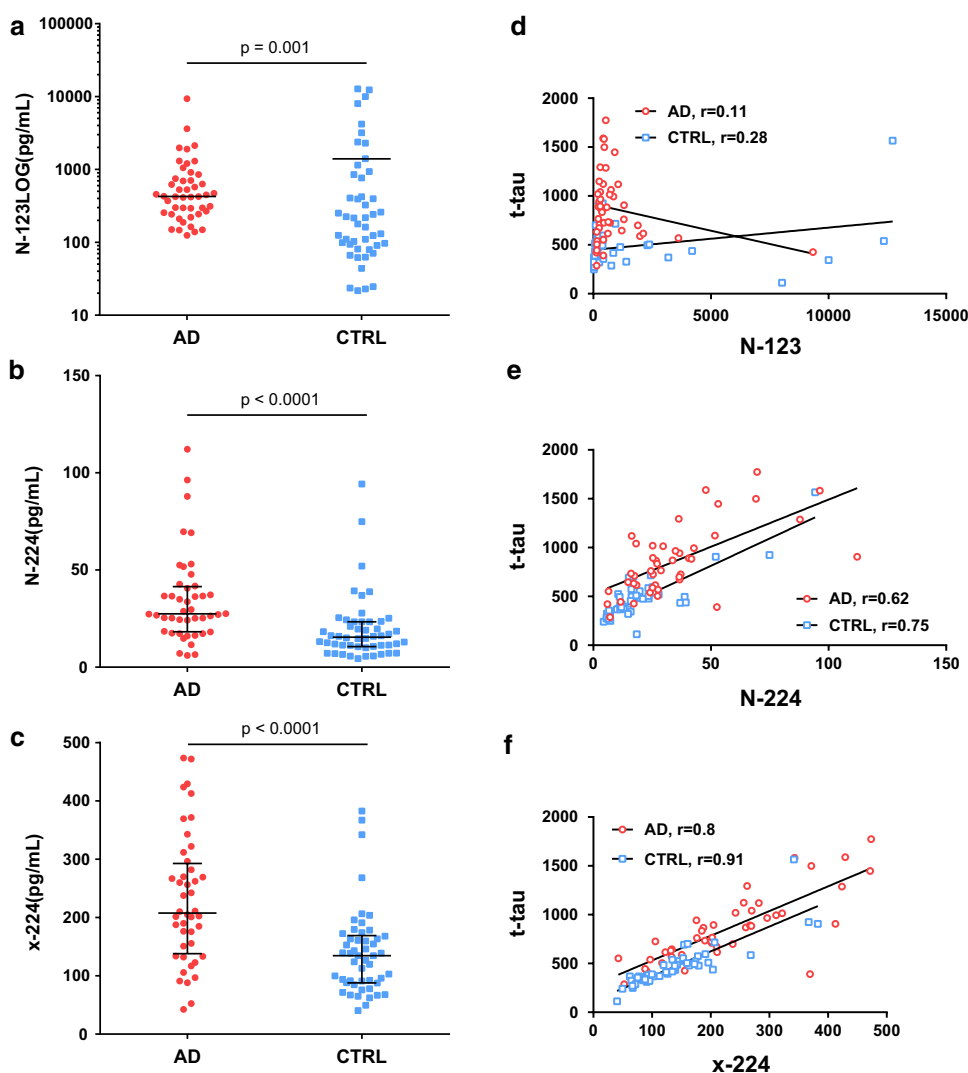 a
N-123LOG(pg/mL)
100000
10000
1000
100
10
p = 0.001
AD CTRL
b
N-224(pg/mL)
150
100
50
0
p < 0.0001
AD CTRL
c
x-224(pg/mL)
500
400
300
200
100
0
p < 0.0001
AD CTRL
d
t-tau
2000
1500
1000
500
0
AD, r=0.11
CTRL, r=0.28
0 5000 10000 15000
N-123
e
t-tau
2000
1500
1000
500
0
AD, r=0.62
CTRL, r=0.75
0 50 100 150
N-224
f
t-tau
2000
1500
1000
500
0
AD, r=0.8
CTRL, r=0.91
0 100 200 300 400 500
x-224